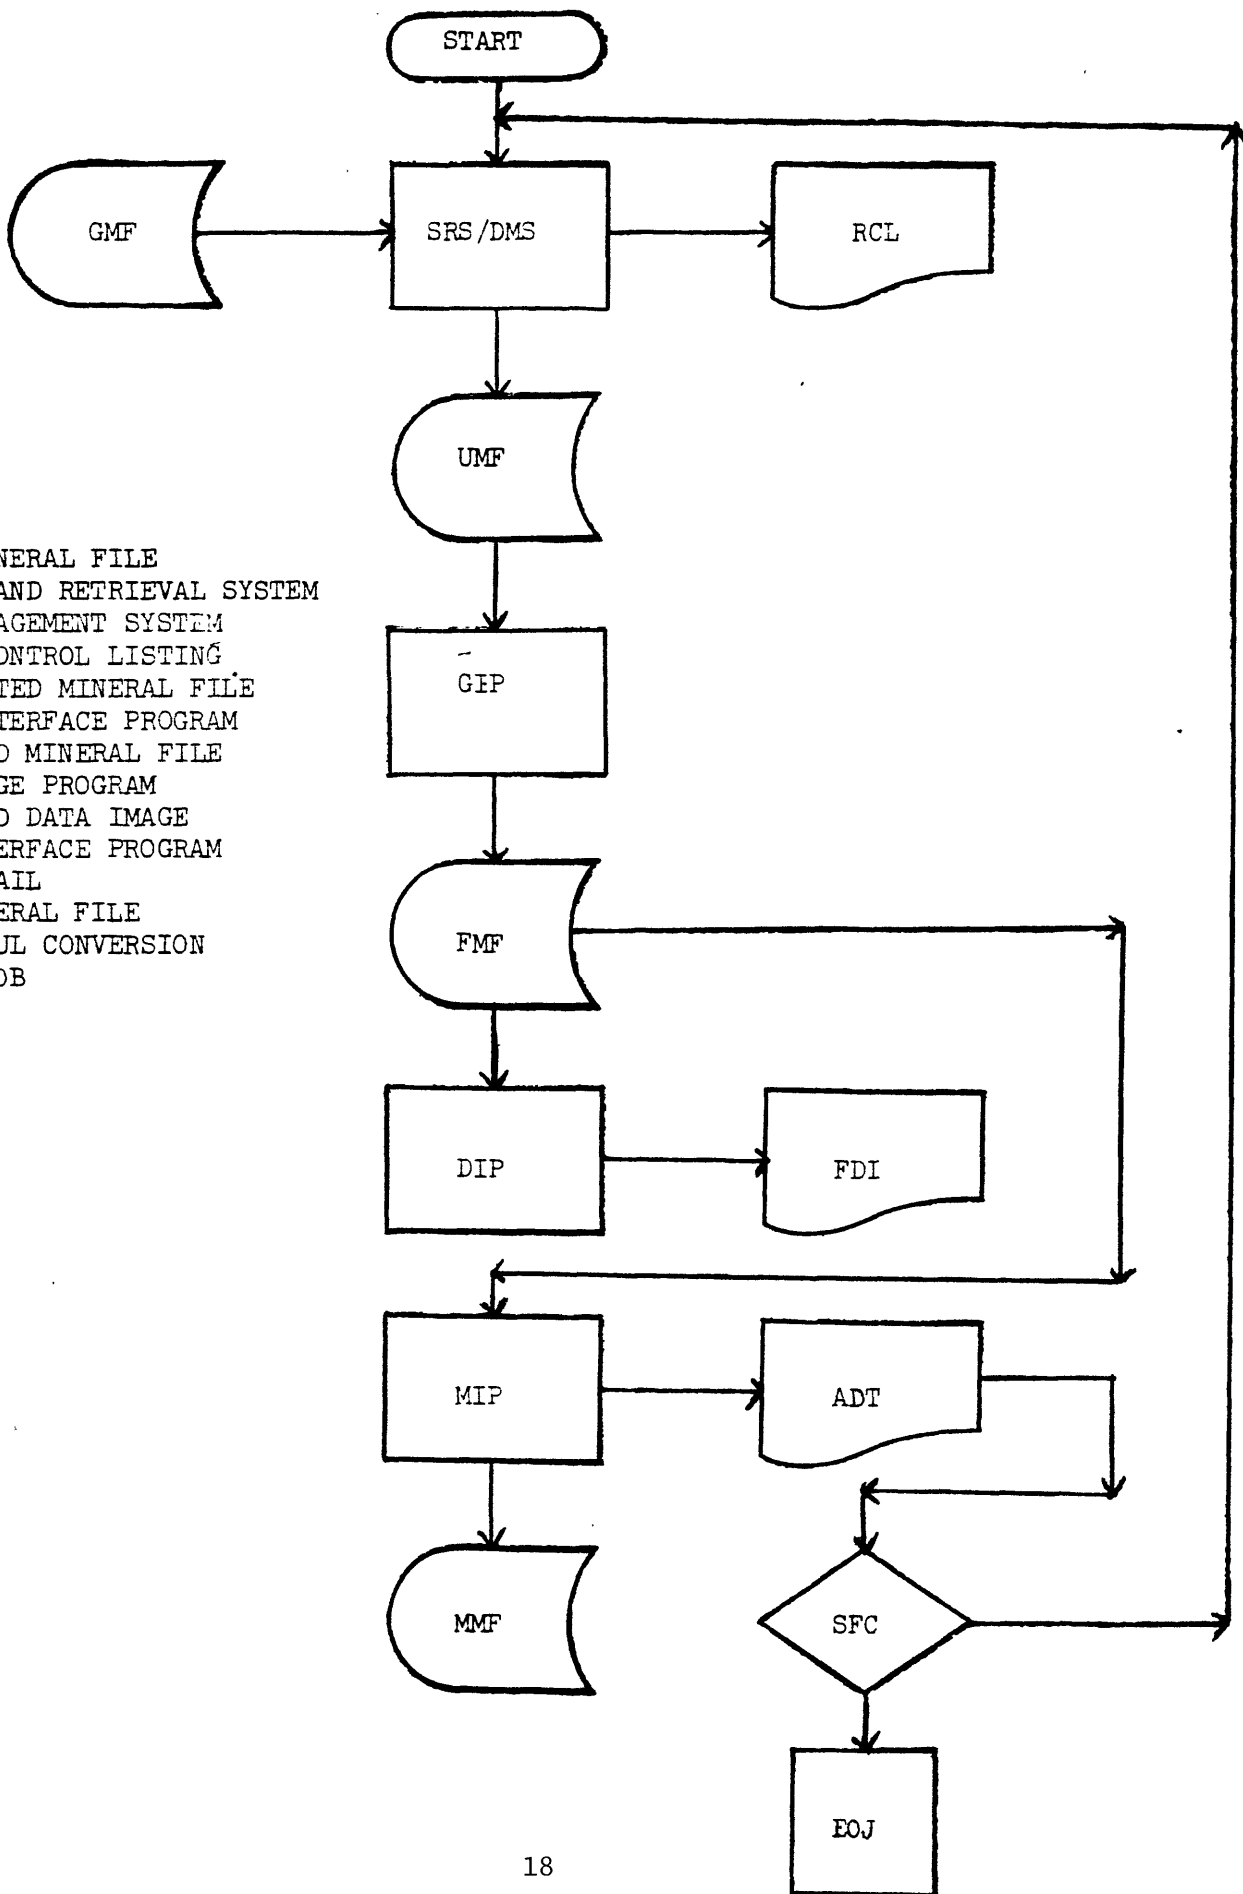 START
GMF
SRS/DMS
RCL
UMF
NERAL FILE
AND RETRIEVAL SYSTEM
AGEMENT SYSTEM
ONTROL LISTING
TED MINERAL FILE
TERFACE PROGRAM
D MINERAL FILE
GE PROGRAM
D DATA IMAGE
ERFACE PROGRAM
AIL
ERAL FILE
UL CONVERSION
OB
GIP
FMF
DIP
FDI
MIP
ADT
MMF
SFC
EOJ
18